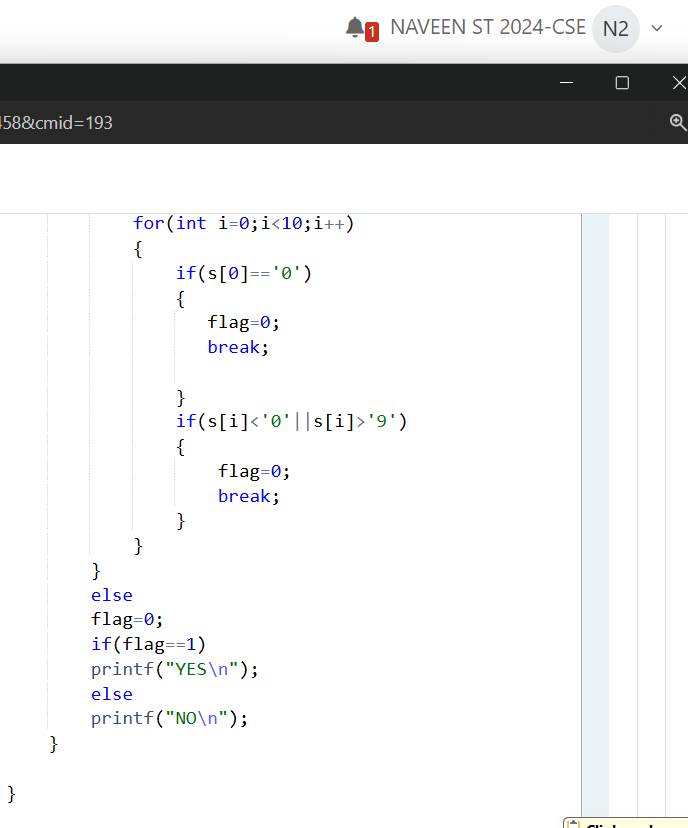 1 NAVEEN ST 2024-CSE N2
458&cmid=193
for(int i=0;i<10;i++)
{
if(s[0]=='0')
{
flag=0;
break;
}
if(s[i]<'0'||s[i]>'9')
{
flag=0;
break;
}
}
}
else
flag=0;
if(flag==1)
printf("YES\n");
else
printf("NO\n");
}
}